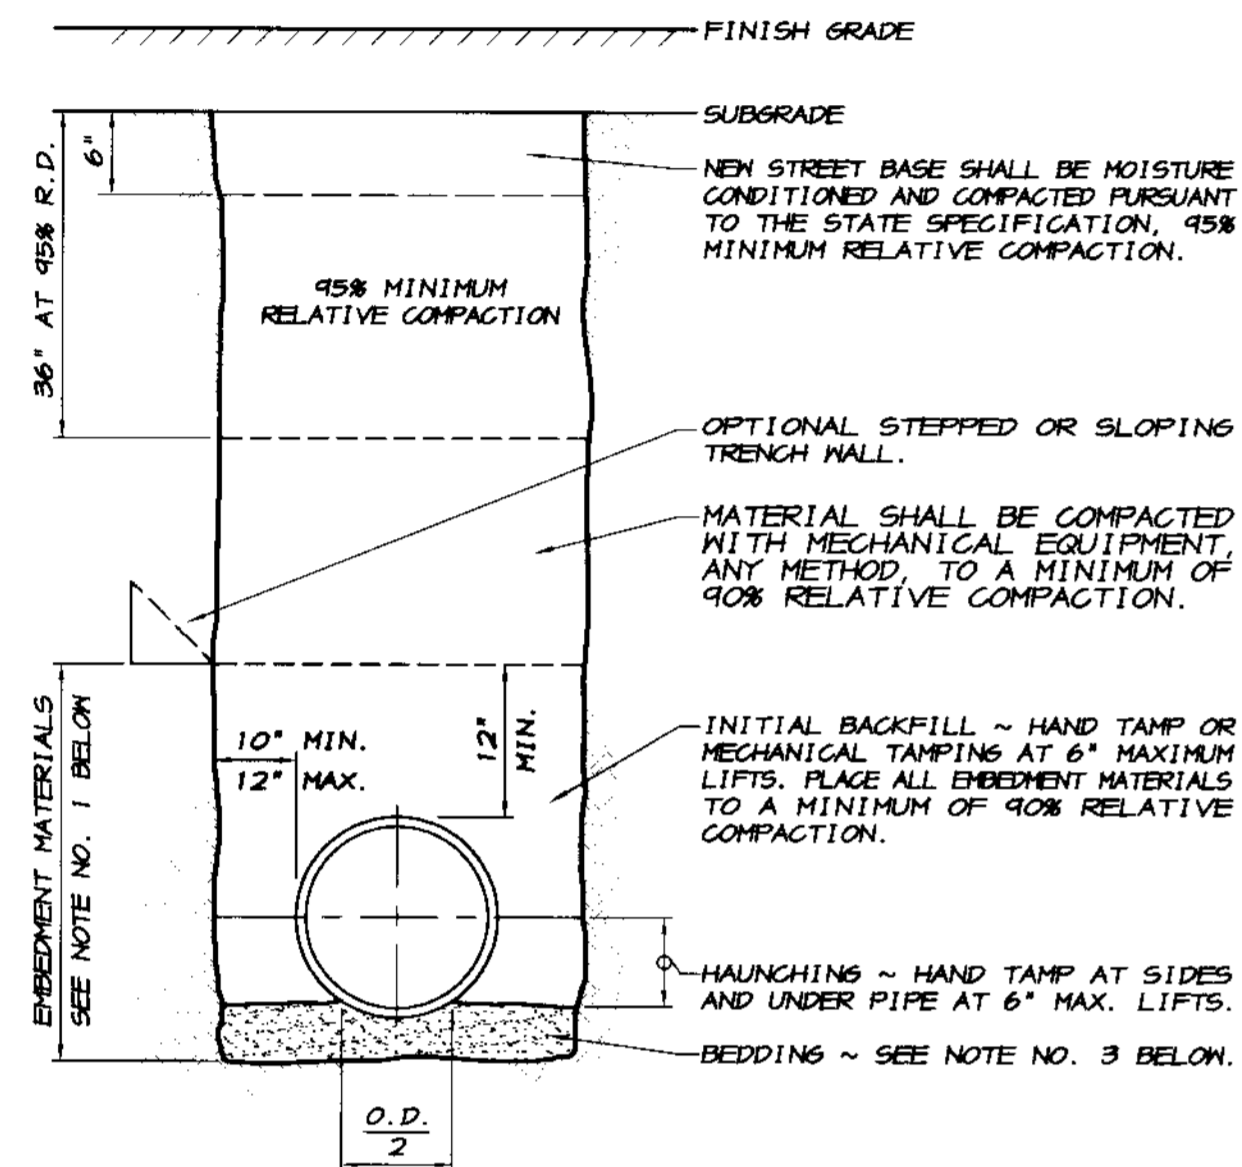 FINISH GRADE
SUBGRADE
6"
36" AT 95% R.D.
NEW STREET BASE SHALL BE MOISTURE
CONDITIONED AND COMPACTED PURSUANT
TO THE STATE SPECIFICATION, 95%
MINIMUM RELATIVE COMPACTION.
95% MINIMUM
RELATIVE COMPACTION
OPTIONAL STEPPED OR SLOPING
TRENCH WALL.
MATERIAL SHALL BE COMPACTED
WITH MECHANICAL EQUIPMENT,
ANY METHOD, TO A MINIMUM OF
90% RELATIVE COMPACTION.
EMBEDMENT MATERIALS
SEE NOTE NO. 1 BELOW
10" MIN.
12" MAX.
12"
MIN.
INITIAL BACKFILL ~ HAND TAMP OR
MECHANICAL TAMPING AT 6" MAXIMUM
LIFTS. PLACE ALL EMBEDMENT MATERIALS
TO A MINIMUM OF 90% RELATIVE
COMPACTION.
HAUNCHING ~ HAND TAMP AT SIDES
AND UNDER PIPE AT 6" MAX. LIFTS.
BEDDING ~ SEE NOTE NO. 3 BELOW.
O.D.
2